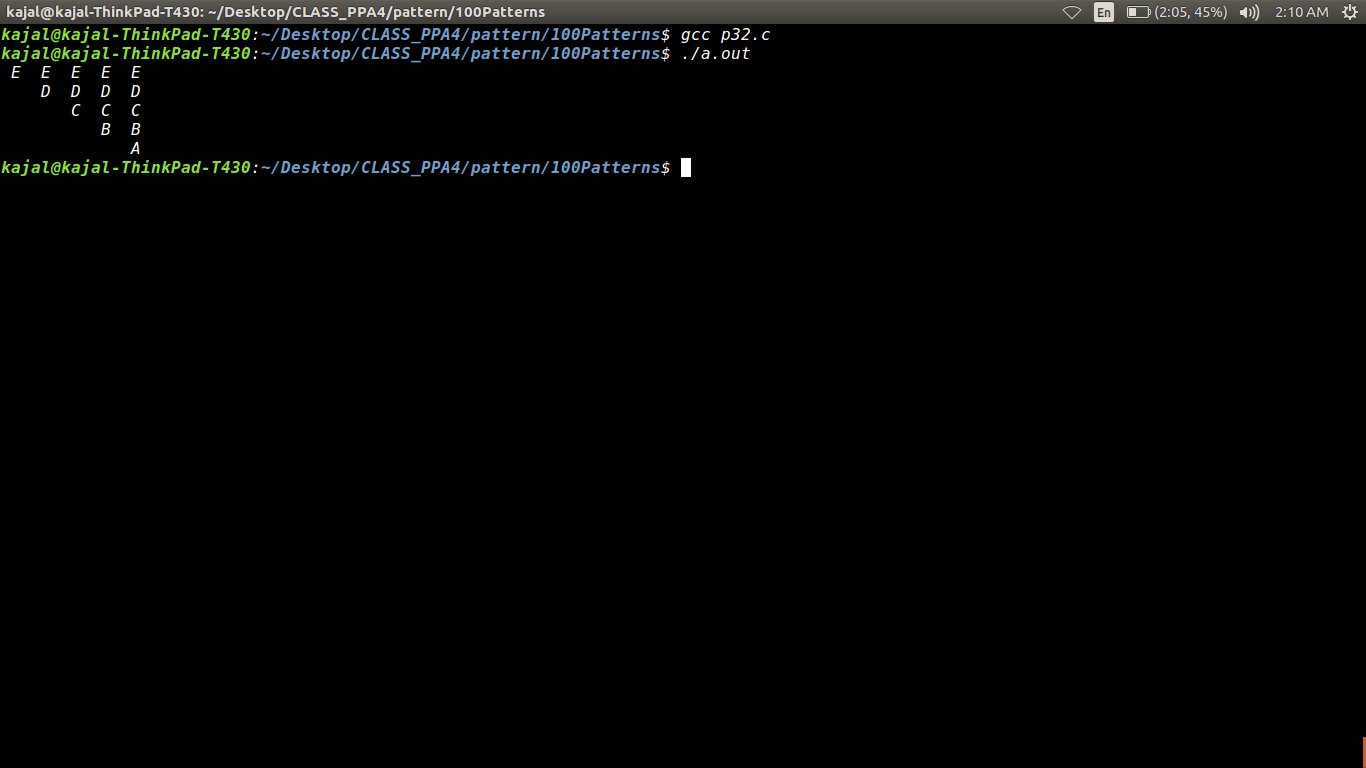 kajal@kajal-ThinkPad-T430: ~/Desktop/CLASS_PPA4/pattern/100Patterns En (2:05, 45%) 2:10 AM
kajal@kajal-ThinkPad-T430:~/Desktop/CLASS_PPA4/pattern/100Patterns$ gcc p32.c
kajal@kajal-ThinkPad-T430:~/Desktop/CLASS_PPA4/pattern/100Patterns$ ./a.out
 E  E  E  E  E
    D  D  D  D
       C  C  C
          B  B
             A
kajal@kajal-ThinkPad-T430:~/Desktop/CLASS_PPA4/pattern/100Patterns$